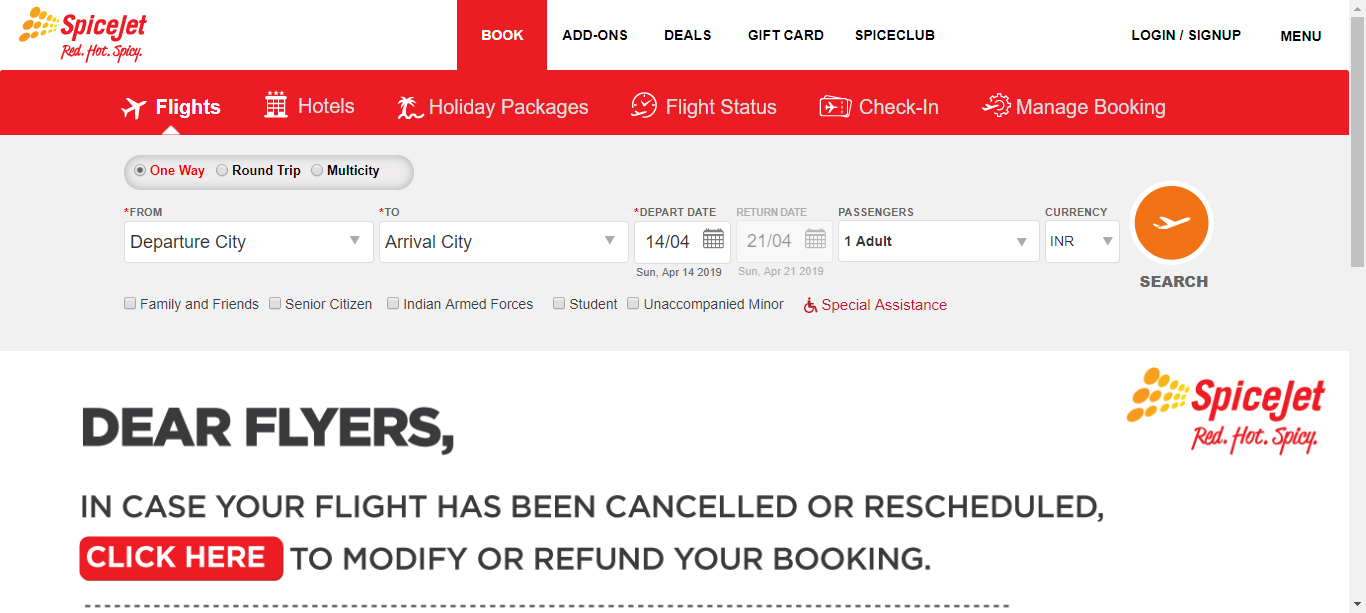 SpiceJet
Red. Hot. Spicy.
BOOK ADD-ONS DEALS GIFT CARD SPICECLUB LOGIN / SIGNUP MENU
Flights Hotels Holiday Packages Flight Status Check-In Manage Booking
One Way Round Trip Multicity
*FROM *TO *DEPART DATE RETURN DATE PASSENGERS CURRENCY
Departure City Arrival City 14/04 21/04 1 Adult INR
Sun, Apr 14 2019 Sun, Apr 21 2019
SEARCH
Family and Friends Senior Citizen Indian Armed Forces Student Unaccompanied Minor Special Assistance
SpiceJet
Red. Hot. Spicy.
DEAR FLYERS,
IN CASE YOUR FLIGHT HAS BEEN CANCELLED OR RESCHEDULED,
CLICK HERE TO MODIFY OR REFUND YOUR BOOKING.